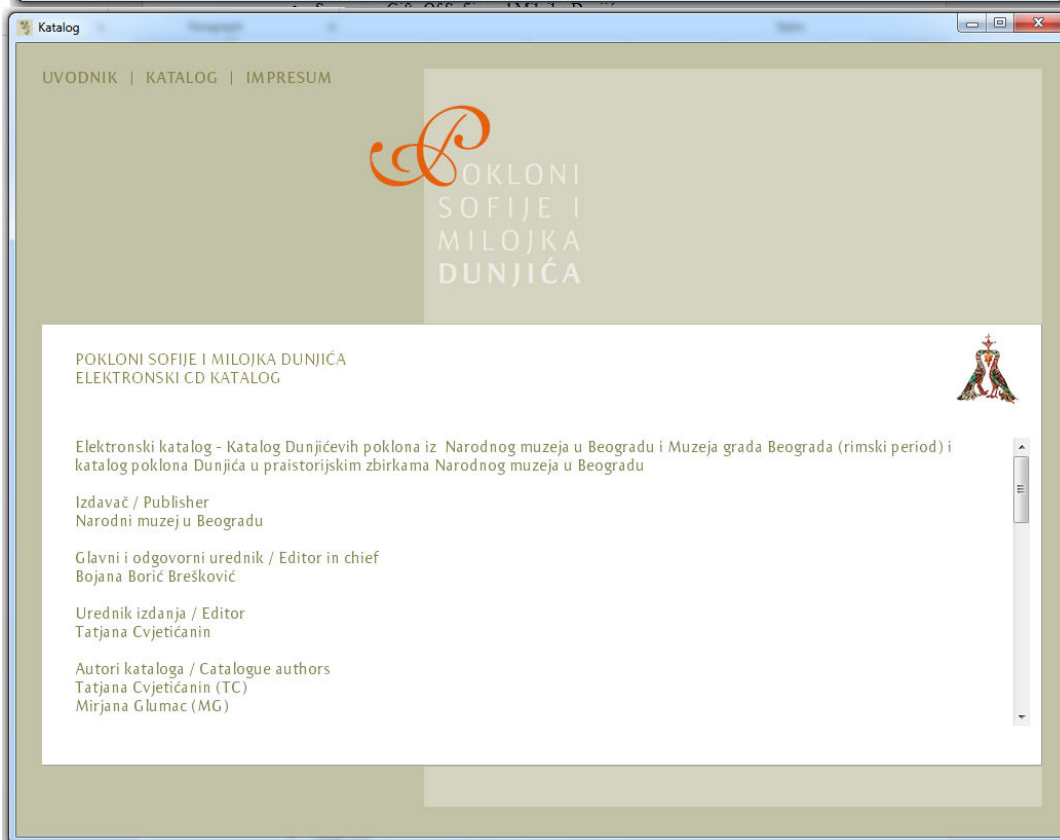 Katalog
UVODNIK | KATALOG | IMPRESUM
POKLONI
SOFIJE I
MILOJKA
DUNJIĆA
POKLONI SOFIJE I MILOJKA DUNJIĆA
ELEKTRONSKI CD KATALOG
Elektronski katalog - Katalog Dunjićevih poklona iz Narodnog muzeja u Beogradu i Muzeja grada Beograda (rimski period) i
katalog poklona Dunjića u praistorijskim zbirkama Narodnog muzeja u Beogradu
Izdavač / Publisher
Narodni muzej u Beogradu
Glavni i odgovorni urednik / Editor in chief
Bojana Borić Brešković
Urednik izdanja / Editor
Tatjana Cvjetićanin
Autori kataloga / Catalogue authors
Tatjana Cvjetićanin (TC)
Mirjana Glumac (MG)